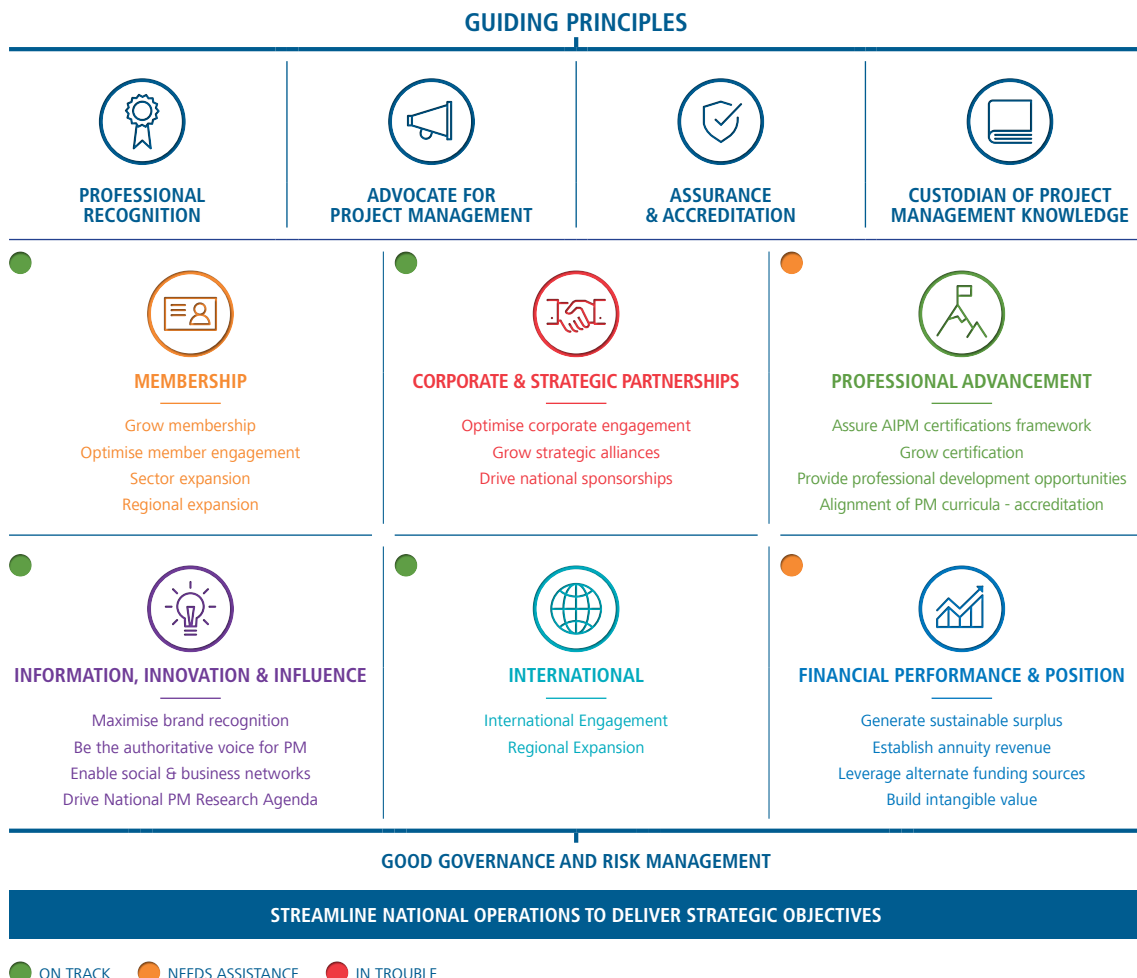 GUIDING PRINCIPLES
PROFESSIONAL
RECOGNITION
ADVOCATE FOR
PROJECT MANAGEMENT
ASSURANCE
& ACCREDITATION
CUSTODIAN OF PROJECT
MANAGEMENT KNOWLEDGE
MEMBERSHIP
Grow membership
Optimise member engagement
Sector expansion
Regional expansion
CORPORATE & STRATEGIC PARTNERSHIPS
Optimise corporate engagement
Grow strategic alliances
Drive national sponsorships
PROFESSIONAL ADVANCEMENT
Assure AIPM certifications framework
Grow certification
Provide professional development opportunities
Alignment of PM curricula - accreditation
INFORMATION, INNOVATION & INFLUENCE
Maximise brand recognition
Be the authoritative voice for PM
Enable social & business networks
Drive National PM Research Agenda
INTERNATIONAL
International Engagement
Regional Expansion
FINANCIAL PERFORMANCE & POSITION
Generate sustainable surplus
Establish annuity revenue
Leverage alternate funding sources
Build intangible value
GOOD GOVERNANCE AND RISK MANAGEMENT
STREAMLINE NATIONAL OPERATIONS TO DELIVER STRATEGIC OBJECTIVES
ON TRACK
NEEDS ASSISTANCE
IN TROUBLE